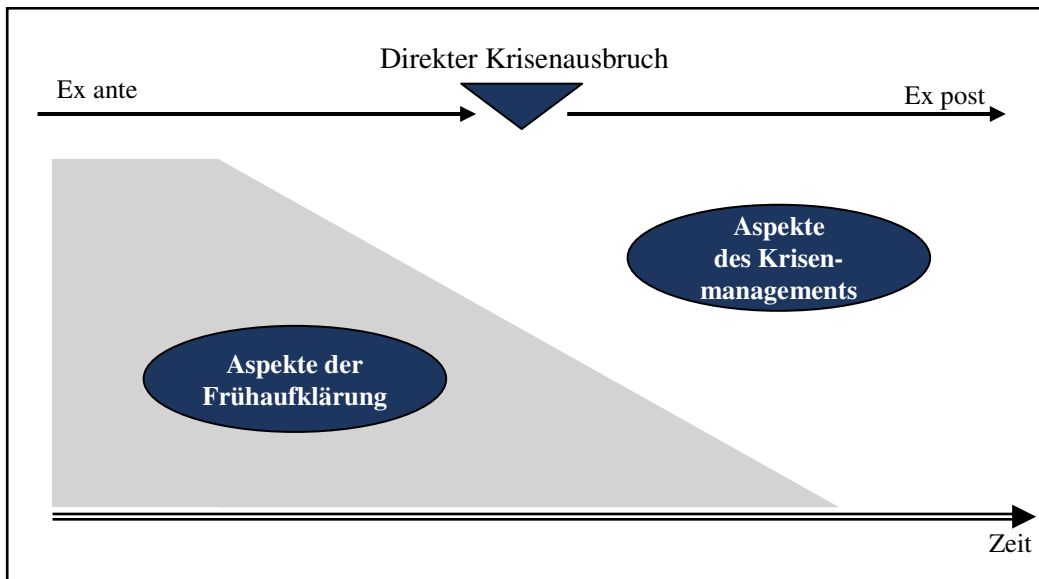 Direkter Krisenausbruch
Ex ante
Ex post
Aspekte
des Krisen-
managements
Aspekte der
Frühaufklärung
Zeit